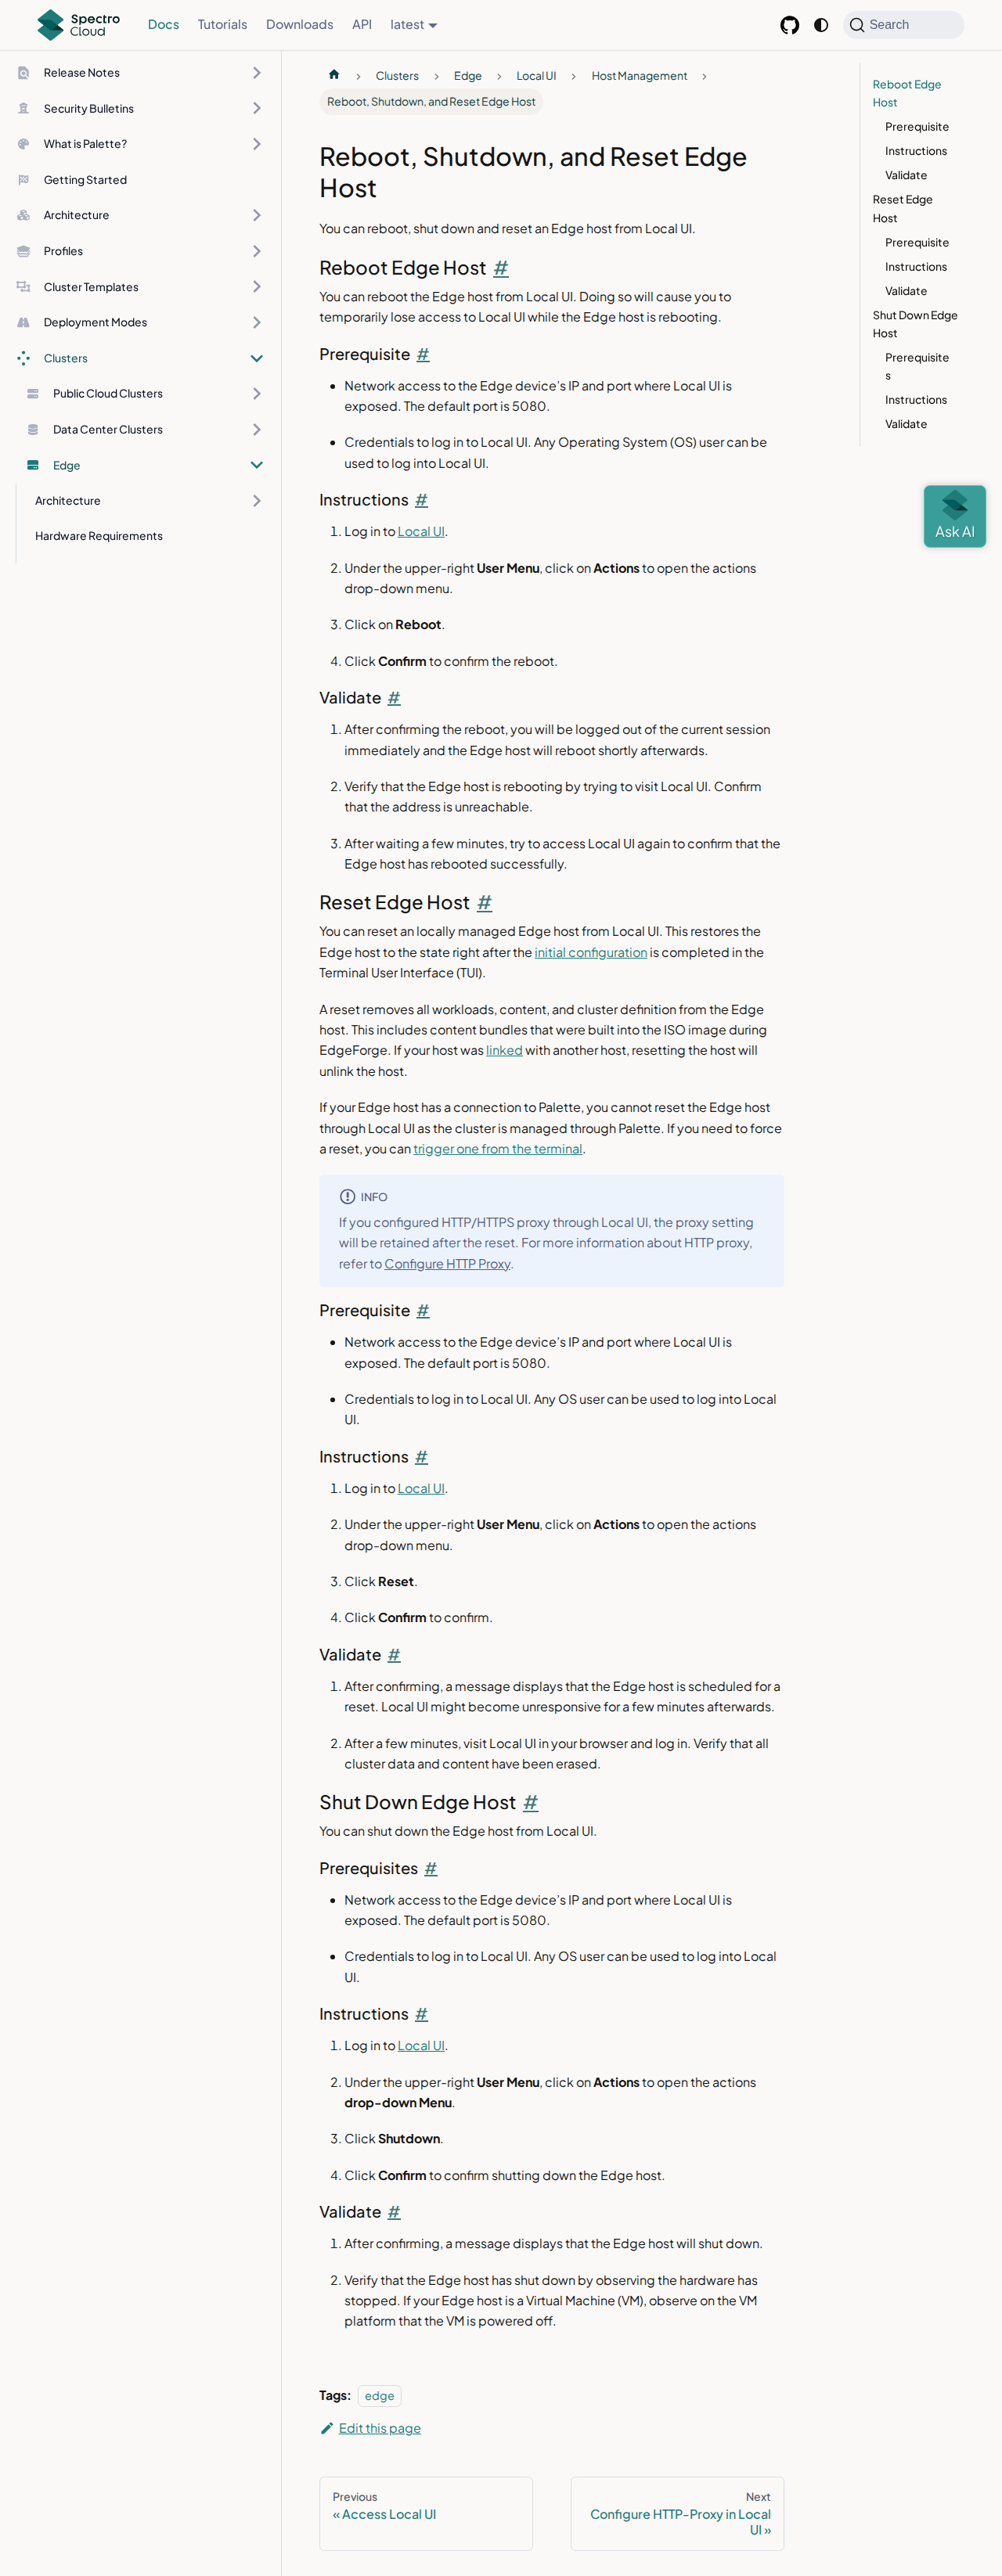 Spectro
Cloud
Docs
Tutorials
Downloads
API
latest
Search
Release Notes
Security Bulletins
What is Palette?
Getting Started
Architecture
Profiles
Cluster Templates
Deployment Modes
Clusters
Public Cloud Clusters
Data Center Clusters
Edge
Architecture
Hardware Requirements
Clusters > Edge > Local UI > Host Management >
Reboot, Shutdown, and Reset Edge Host
Reboot, Shutdown, and Reset Edge
Host
You can reboot, shut down and reset an Edge host from Local UI.
Reboot Edge Host #
You can reboot the Edge host from Local UI. Doing so will cause you to
temporarily lose access to Local UI while the Edge host is rebooting.
Prerequisite #
• Network access to the Edge device's IP and port where Local UI is
exposed. The default port is 5080.
• Credentials to log in to Local UI. Any Operating System (OS) user can be
used to log into Local UI.
Instructions #
1. Log in to Local UI.
2. Under the upper-right User Menu, click on Actions to open the actions
drop-down menu.
3. Click on Reboot.
4. Click Confirm to confirm the reboot.
Validate #
1. After confirming the reboot, you will be logged out of the current session
immediately and the Edge host will reboot shortly afterwards.
2. Verify that the Edge host is rebooting by trying to visit Local UI. Confirm
that the address is unreachable.
3. After waiting a few minutes, try to access Local UI again to confirm that the
Edge host has rebooted successfully.
Reset Edge Host #
You can reset an locally managed Edge host from Local UI. This restores the
Edge host to the state right after the initial configuration is completed in the
Terminal User Interface (TUI).
A reset removes all workloads, content, and cluster definition from the Edge
host. This includes content bundles that were built into the ISO image during
EdgeForge. If your host was linked with another host, resetting the host will
unlink the host.
If your Edge host has a connection to Palette, you cannot reset the Edge host
through Local UI as the cluster is managed through Palette. If you need to force
a reset, you can trigger one from the terminal.
INFO
If you configured HTTP/HTTPS proxy through Local UI, the proxy setting
will be retained after the reset. For more information about HTTP proxy,
refer to Configure HTTP Proxy.
Prerequisite #
• Network access to the Edge device's IP and port where Local UI is
exposed. The default port is 5080.
• Credentials to log in to Local UI. Any OS user can be used to log into Local
UI.
Instructions #
1. Log in to Local UI.
2. Under the upper-right User Menu, click on Actions to open the actions
drop-down menu.
3. Click Reset.
4. Click Confirm to confirm.
Validate #
1. After confirming, a message displays that the Edge host is scheduled for a
reset. Local UI might become unresponsive for a few minutes afterwards.
2. After a few minutes, visit Local UI in your browser and log in. Verify that all
cluster data and content have been erased.
Shut Down Edge Host #
You can shut down the Edge host from Local UI.
Prerequisites #
• Network access to the Edge device's IP and port where Local UI is
exposed. The default port is 5080.
• Credentials to log in to Local UI. Any OS user can be used to log into Local
UI.
Instructions #
1. Log in to Local UI.
2. Under the upper-right User Menu, click on Actions to open the actions
drop-down Menu.
3. Click Shutdown.
4. Click Confirm to confirm shutting down the Edge host.
Validate #
1. After confirming, a message displays that the Edge host will shut down.
2. Verify that the Edge host has shut down by observing the hardware has
stopped. If your Edge host is a Virtual Machine (VM), observe on the VM
platform that the VM is powered off.
Tags: edge
Edit this page
Previous
« Access Local UI
Next
Configure HTTP-Proxy in Local
UI »
Reboot Edge
Host
Prerequisite
Instructions
Validate
Reset Edge
Host
Prerequisite
Instructions
Validate
Shut Down Edge
Host
Prerequisite
s
Instructions
Validate
Ask AI